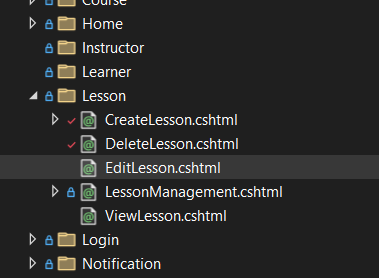 Course
Home
Instructor
Learner
Lesson
CreateLesson.cshtml
DeleteLesson.cshtml
EditLesson.cshtml
LessonManagement.cshtml
ViewLesson.cshtml
Login
Notification